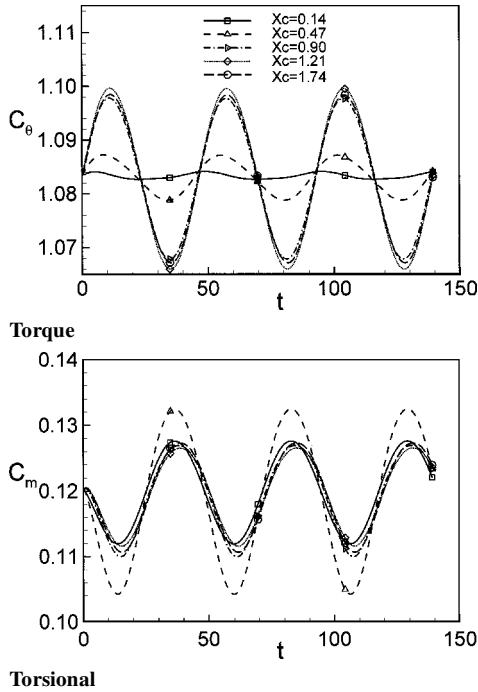 Xc=0.14
Xc=0.47
Xc=0.90
Xc=1.21
Xc=1.74
1.11
1.10
1.09
1.08
1.07
Cθ
0 50 100 150
t
Torque
0.14
0.13
0.12
0.11
0.10
Cm
0 50 100 150
t
Torsional